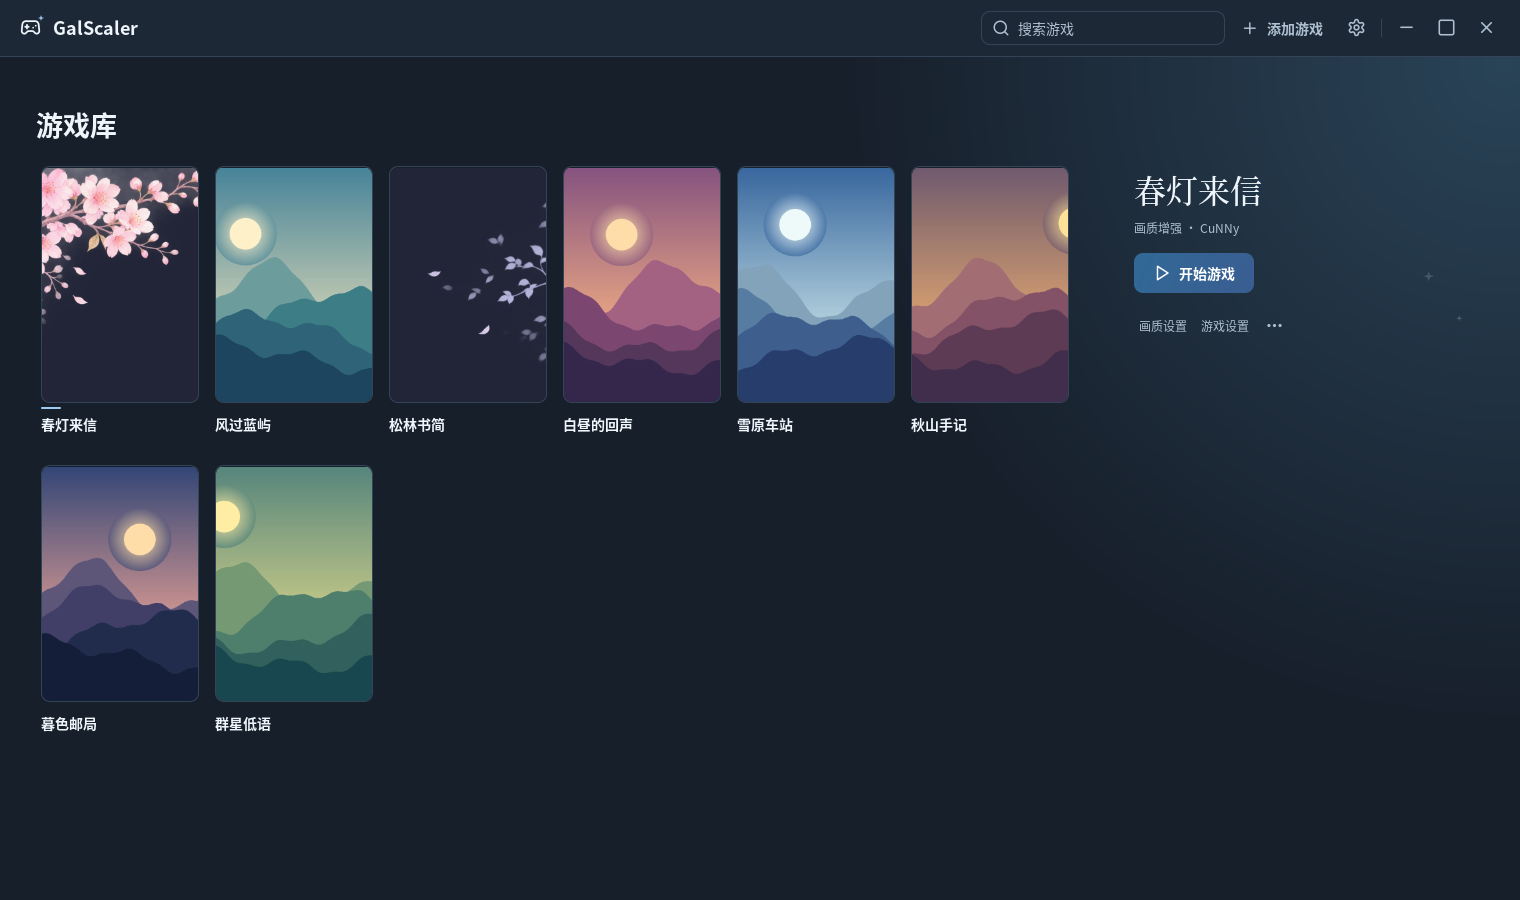 GalScaler
搜索游戏
添加游戏
游戏库
春灯来信
风过蓝屿
松林书简
白昼的回声
雪原车站
秋山手记
暮色邮局
群星低语
春灯来信
画质增强 · CuNNy
开始游戏
画质设置 游戏设置